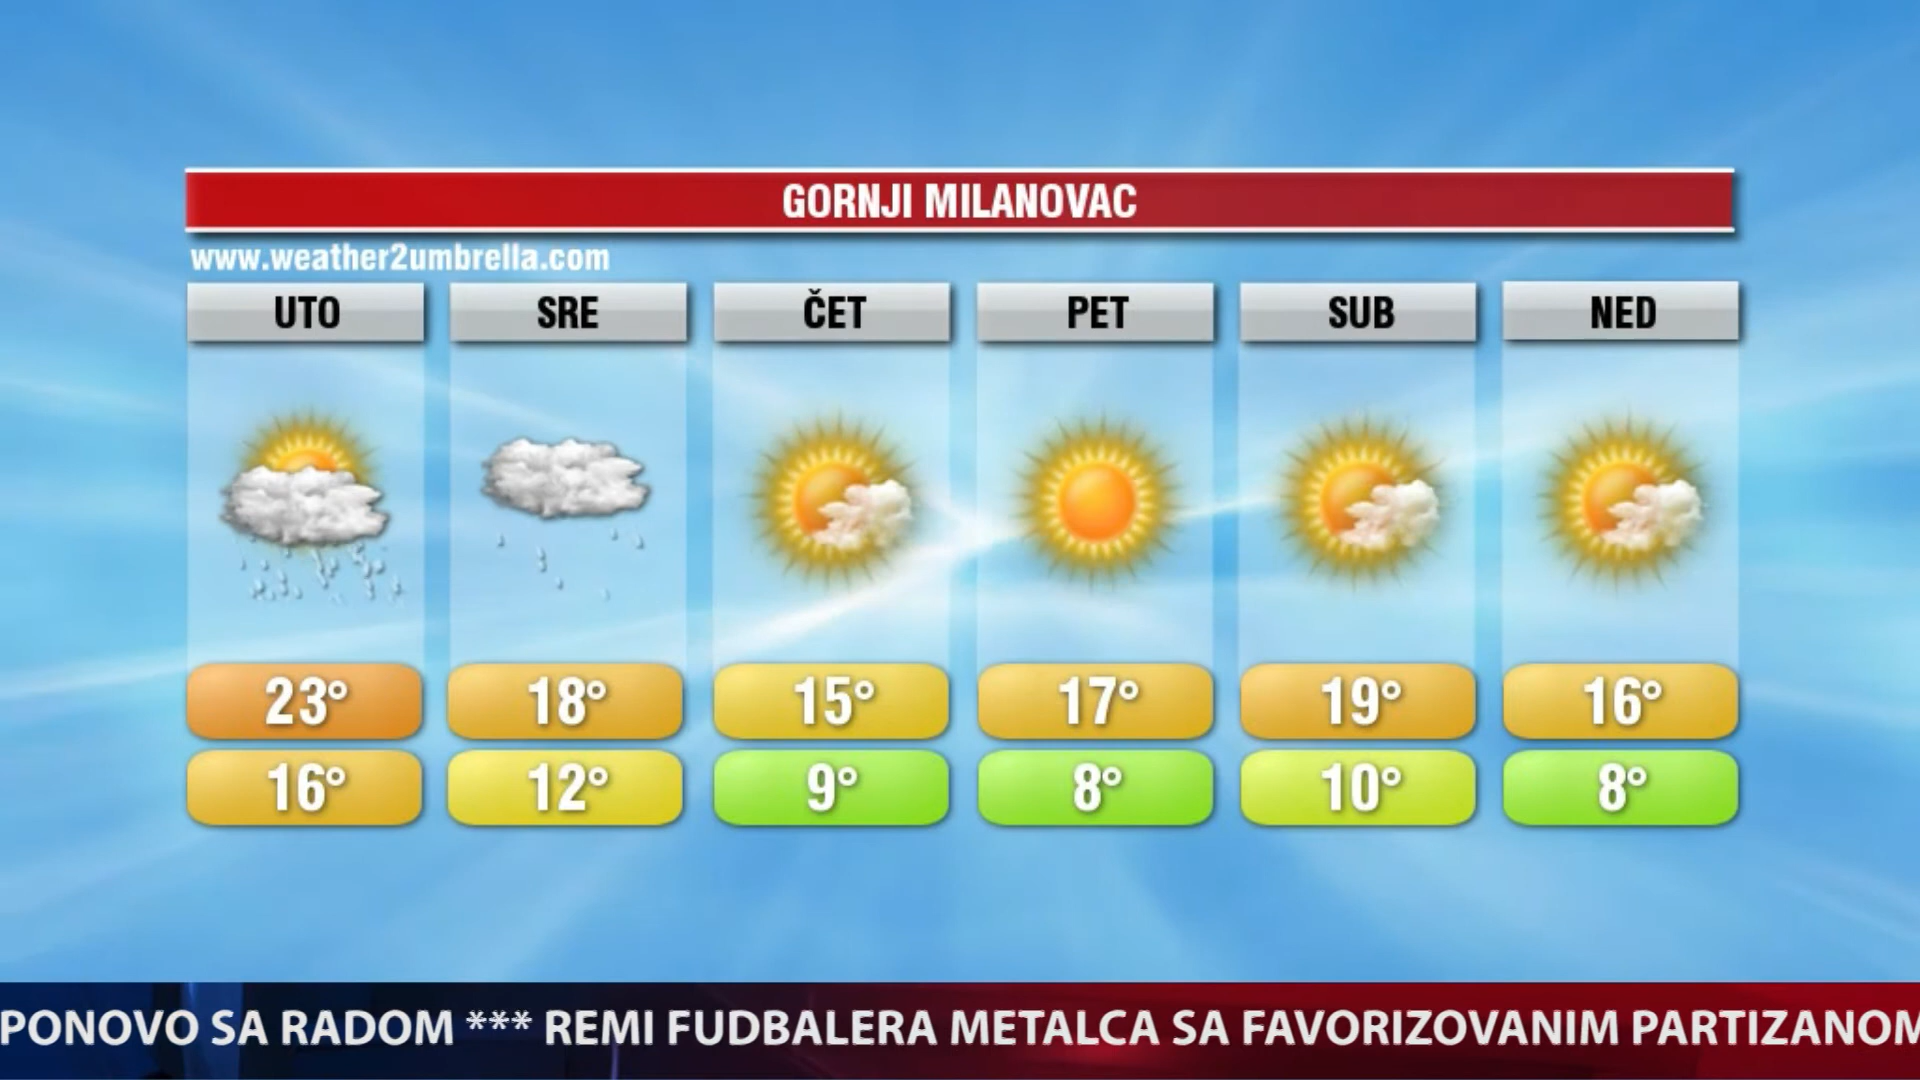 GORNJI MILANOVAC
www.weather2umbrella.com
UTO SRE ČET PET SUB NED
23° 18° 15° 17° 19° 16°
16° 12° 9° 8° 10° 8°
PONOVO SA RADOM *** REMI FUDBALERA METALCA SA FAVORIZOVANIM PARTIZANOM